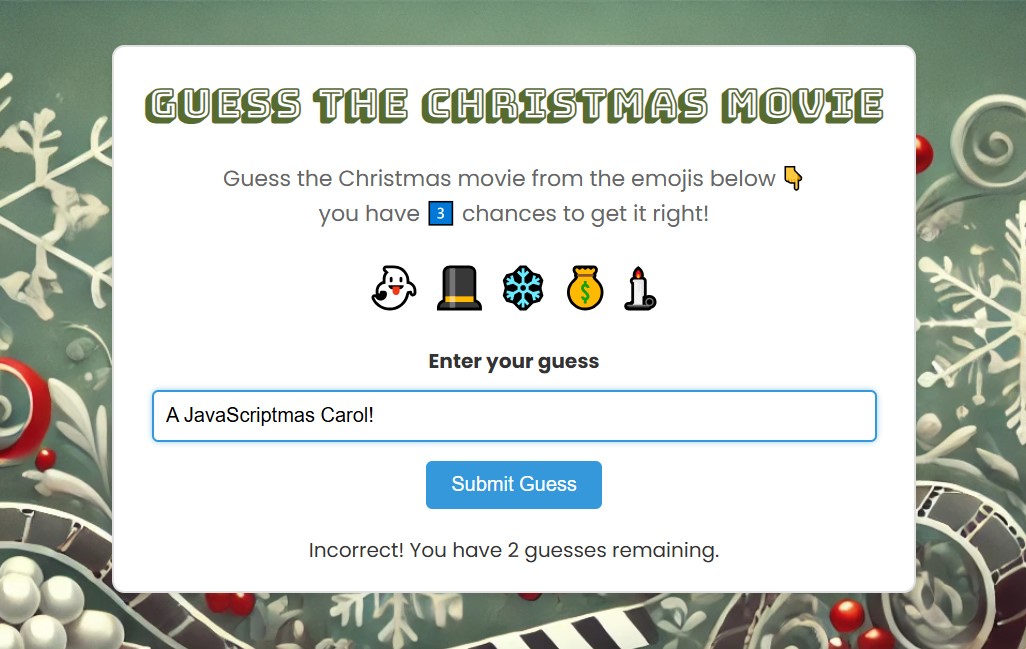 GUESS THE CHRISTMAS MOVIE
Guess the Christmas movie from the emojis below 👇
you have 3️⃣ chances to get it right!
👻 🎩 ❄️ 💰 🕯️
Enter your guess
A JavaScriptmas Carol!
Submit Guess
Incorrect! You have 2 guesses remaining.